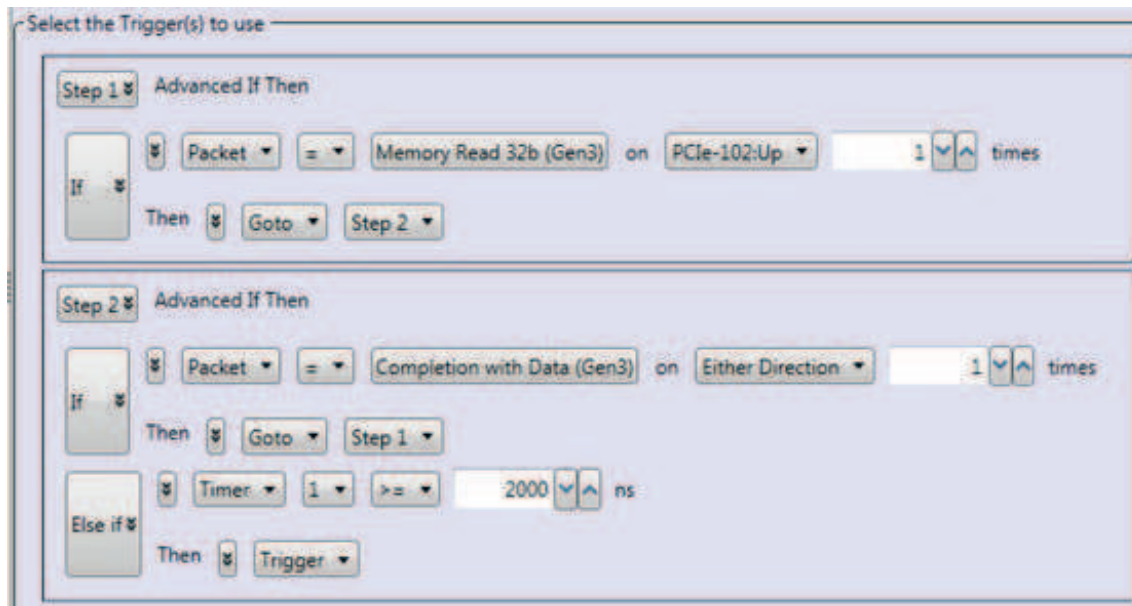 Select the Trigger(s) to use
Step 1 Advanced If Then
If
Packet = Memory Read 32b (Gen3) on PCIe-102:Up 1 times
Then Goto Step 2
Step 2 Advanced If Then
If
Packet = Completion with Data (Gen3) on Either Direction 1 times
Then Goto Step 1
Else if
Timer 1 >= 2000 ns
Then Trigger